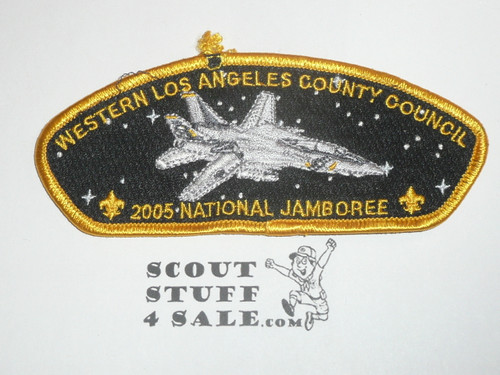 WESTERN LOS ANGELES COUNTY COUNCIL
2005 NATIONAL JAMBOREE
SCOUT
STUFF
4 SALE.COM